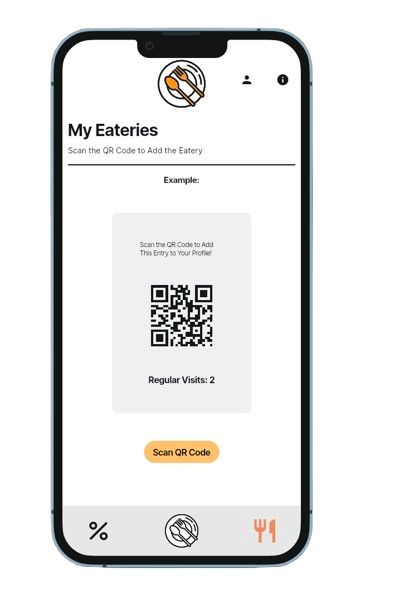 My Eateries
Scan the QR Code to Add the Eatery
Example:
Scan the QR Code to Add
This Entry to Your Profile!
Regular Visits: 2
Scan QR Code